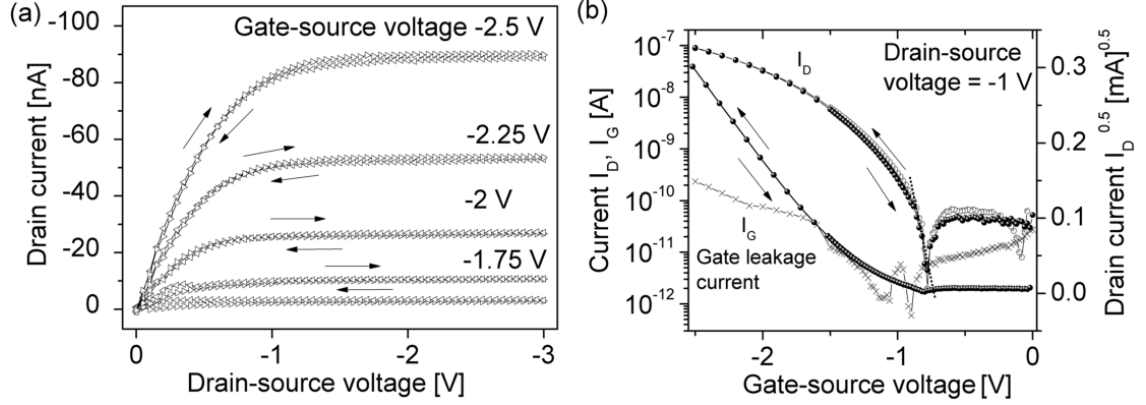 (a)
-100
-80
-60
-40
-20
0
Drain current [nA]
Gate-source voltage -2.5 V
-2.25 V
-2 V
-1.75 V
0
-1
-2
-3
Drain-source voltage [V]
(b)
10^-7
10^-8
10^-9
10^-10
10^-11
10^-12
Current I_D, I_G [A]
I_D
Drain-source
voltage = -1 V
I_G
Gate leakage
current
0.3
0.2
0.1
0.0
Drain current I_D^0.5 [mA]^0.5
-2
-1
0
Gate-source voltage [V]